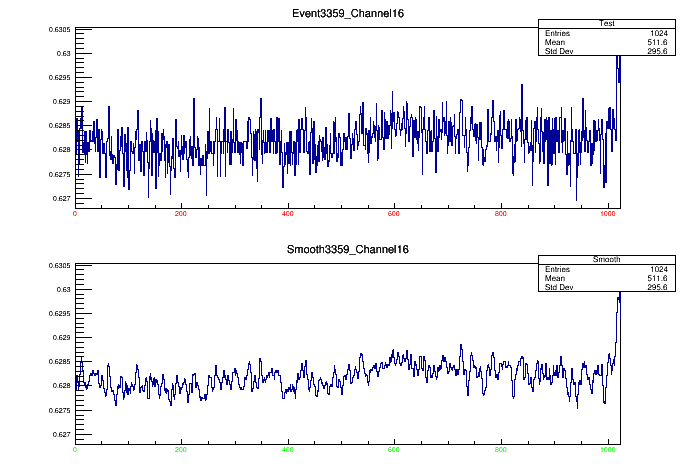 Event3359_Channel16
Test
Entries 1024
Mean 511.6
Std Dev 295.6
0.6305
0.63
0.6295
0.629
0.6285
0.628
0.6275
0.627
0 200 400 600 800 1000
Smooth3359_Channel16
Smooth
Entries 1024
Mean 511.6
Std Dev 295.6
0.6305
0.63
0.6295
0.629
0.6285
0.628
0.6275
0.627
0 200 400 600 800 1000